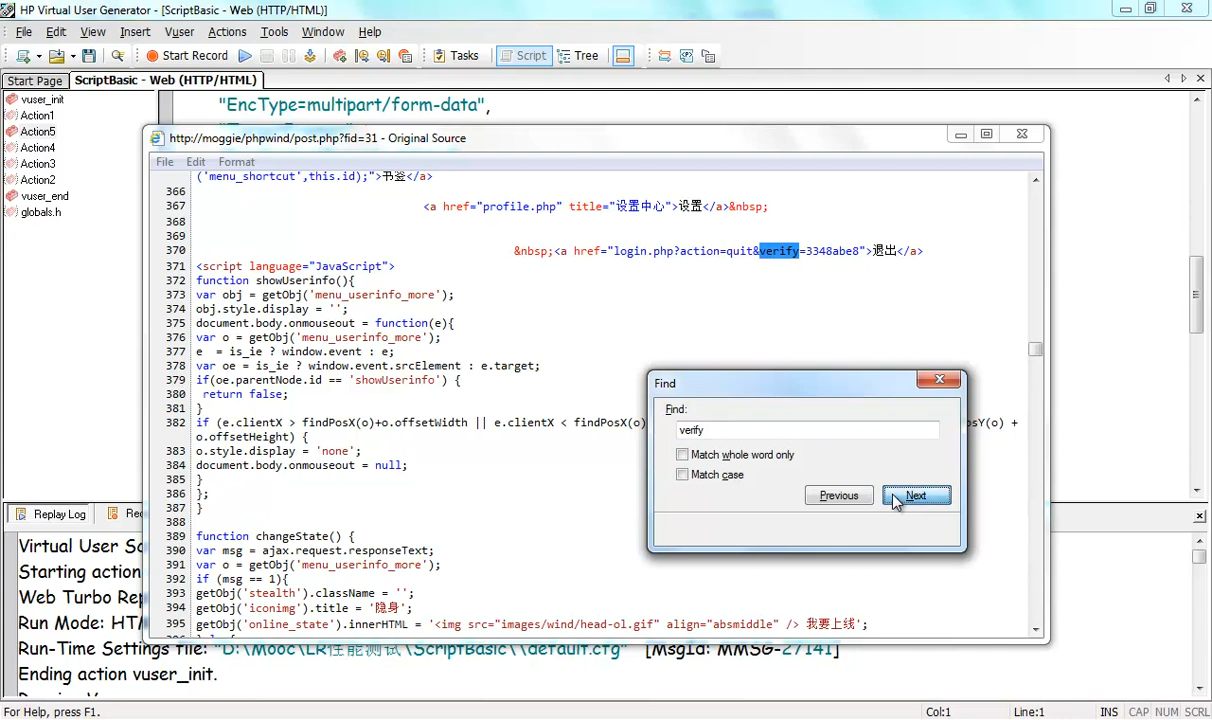 HP Virtual User Generator - [ScriptBasic - Web (HTTP/HTML)]
File Edit View Insert Vuser Actions Tools Window Help
Start Record Tasks Script Tree
Start Page ScriptBasic - Web (HTTP/HTML)
vuser_init
Action1
Action5
Action4
Action3
Action2
vuser_end
globals.h
"EncType=multipart/form-data",
http://moggie/phpwind/post.php?fid=31 - Original Source
File Edit Format
('menu_shortcut',this.id);">书签</a>
366
367 <a href="profile.php" title="设置中心">设置</a>&nbsp;
368
369
370 &nbsp;<a href="login.php?action=quit&verify=3348abe8">退出</a>
371 <script language="JavaScript">
372 function showUserinfo(){
373 var obj = getObj('menu_userinfo_more');
374 obj.style.display = '';
375 document.body.onmouseout = function(e){
376 var o = getObj('menu_userinfo_more');
377 e = is_ie ? window.event : e;
378 var oe = is_ie ? window.event.srcElement : e.target;
379 if(oe.parentNode.id == 'showUserinfo') {
380 return false;
381 }
382 if (e.clientX > findPosX(o)+o.offsetWidth || e.clientX < findPosX(o) osY(o) +
o.offsetHeight) {
383 o.style.display = 'none';
384 document.body.onmouseout = null;
385 }
386 };
387 }
388
389 function changeState() {
390 var msg = ajax.request.responseText;
391 var o = getObj('menu_userinfo_more');
392 if (msg == 1){
393 getObj('stealth').className = '';
394 getObj('iconimg').title = '隐身';
395 getObj('online_state').innerHTML = '<img src="images/wind/head-ol.gif" align="absmiddle" /> 我要上线';
Find
Find:
verify
Match whole word only
Match case
Previous Next
Replay Log Re
Virtual User Sc
Starting action
Web Turbo Rep
Run Mode: HT
Run-Time Settings file: "D:\Mooc\LR性能测试\ScriptBasic\\default.cfg" [MsgId: MMSG-27141]
Ending action vuser_init.
For Help, press F1. Col:1 Line:1 INS CAP NUM SCRL